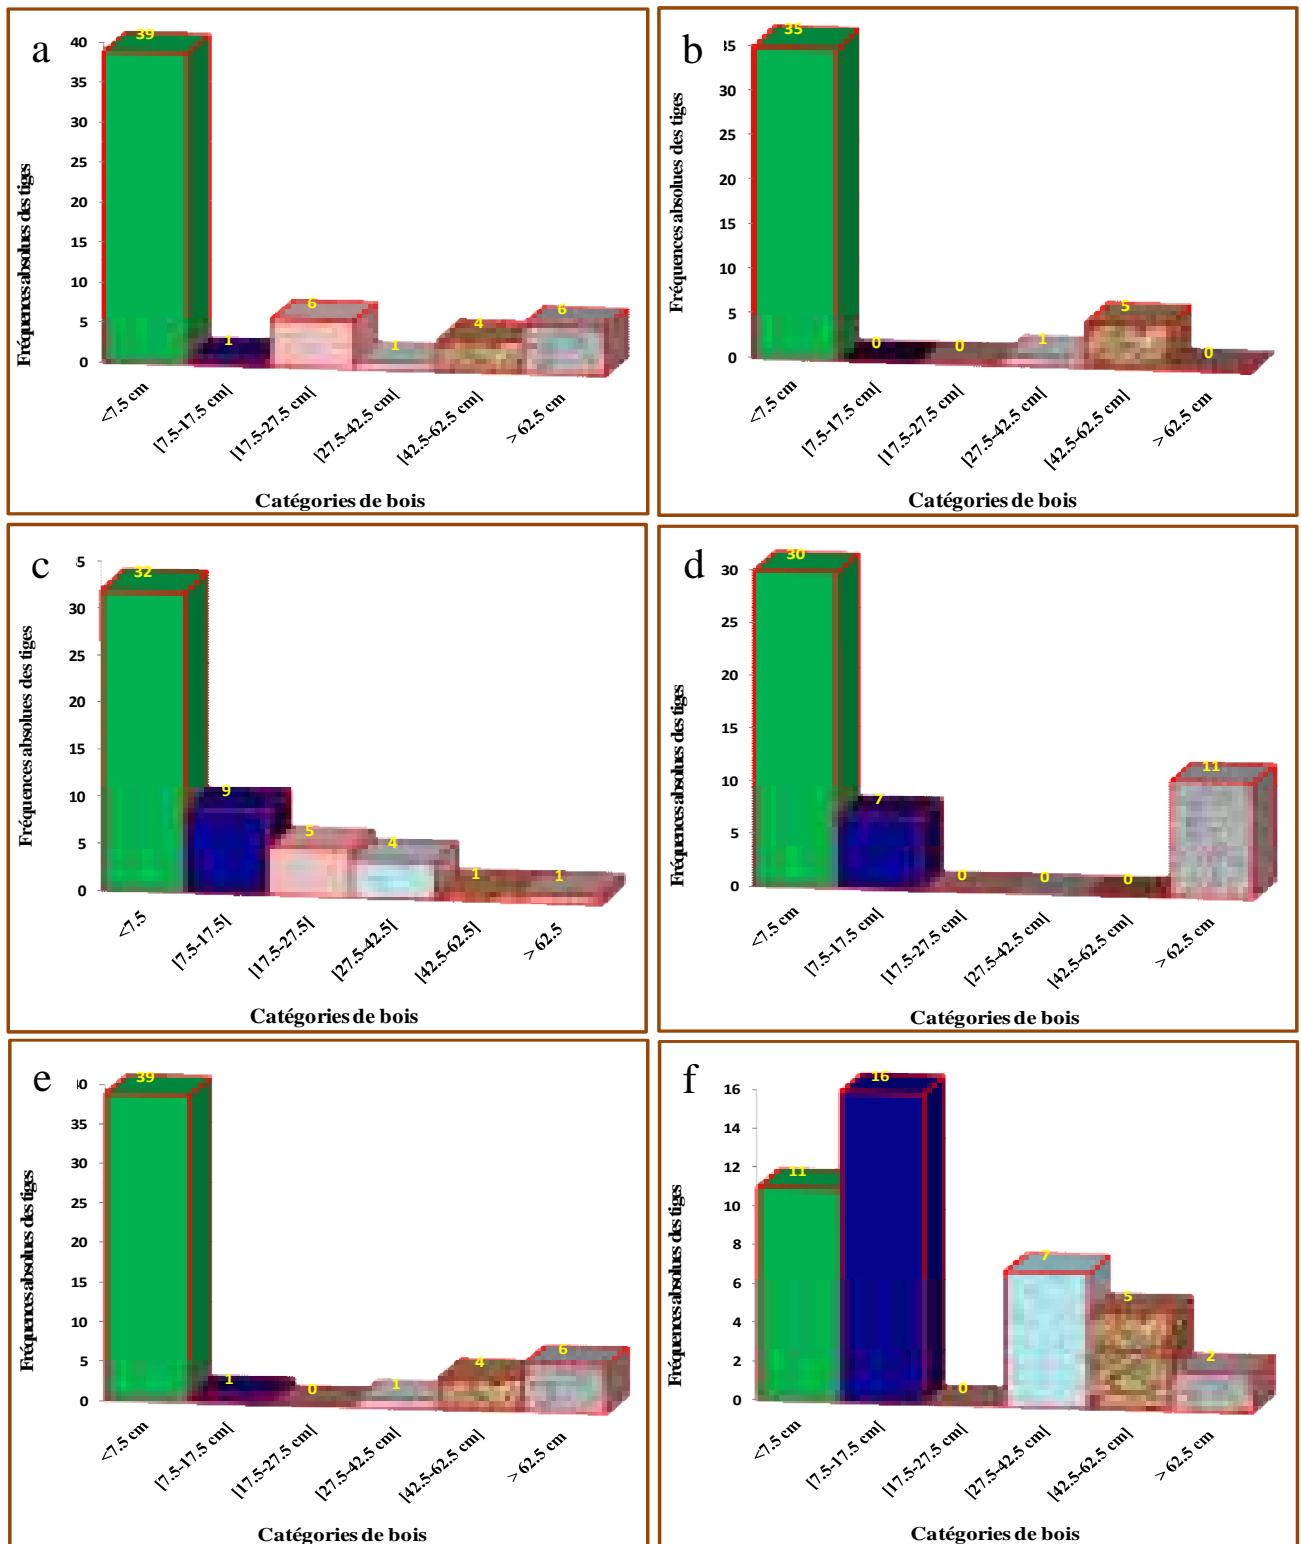 a
39
40
35
30
25
20
15
10
5
0
1
6
1
4
6
Fréquences absolues des tiges
<7.5 cm
[7.5-17.5 cm[
[17.5-27.5 cm[
[27.5-42.5 cm[
[42.5-62.5 cm[
> 62.5 cm
Catégories de bois
b
35
35
30
25
20
15
10
5
0
0
0
1
5
0
Fréquences absolues des tiges
<7.5 cm
[7.5-17.5 cm[
[17.5-27.5 cm[
[27.5-42.5 cm[
[42.5-62.5 cm[
> 62.5 cm
Catégories de bois
c
32
5
30
25
20
15
10
5
0
9
5
4
1
1
Fréquences absolues des tiges
<7.5
[7.5-17.5[
[17.5-27.5[
[27.5-42.5[
[42.5-62.5[
> 62.5
Catégories de bois
d
30
30
25
20
15
10
5
0
7
0
0
0
11
Fréquences absolues des tiges
<7.5 cm
[7.5-17.5 cm[
[17.5-27.5 cm[
[27.5-42.5 cm[
[42.5-62.5 cm[
> 62.5 cm
Catégories de bois
e
39
40
35
30
25
20
15
10
5
0
1
0
1
4
6
Fréquences absolues des tiges
<7.5 cm
[7.5-17.5 cm[
[17.5-27.5 cm[
[27.5-42.5 cm[
[42.5-62.5 cm[
> 62.5 cm
Catégories de bois
f
16
16
14
12
10
8
6
4
2
0
11
0
7
5
2
Fréquences absolues des tiges
<7.5 cm
[7.5-17.5 cm[
[17.5-27.5 cm[
[27.5-42.5 cm[
[42.5-62.5 cm[
> 62.5 cm
Catégories de bois